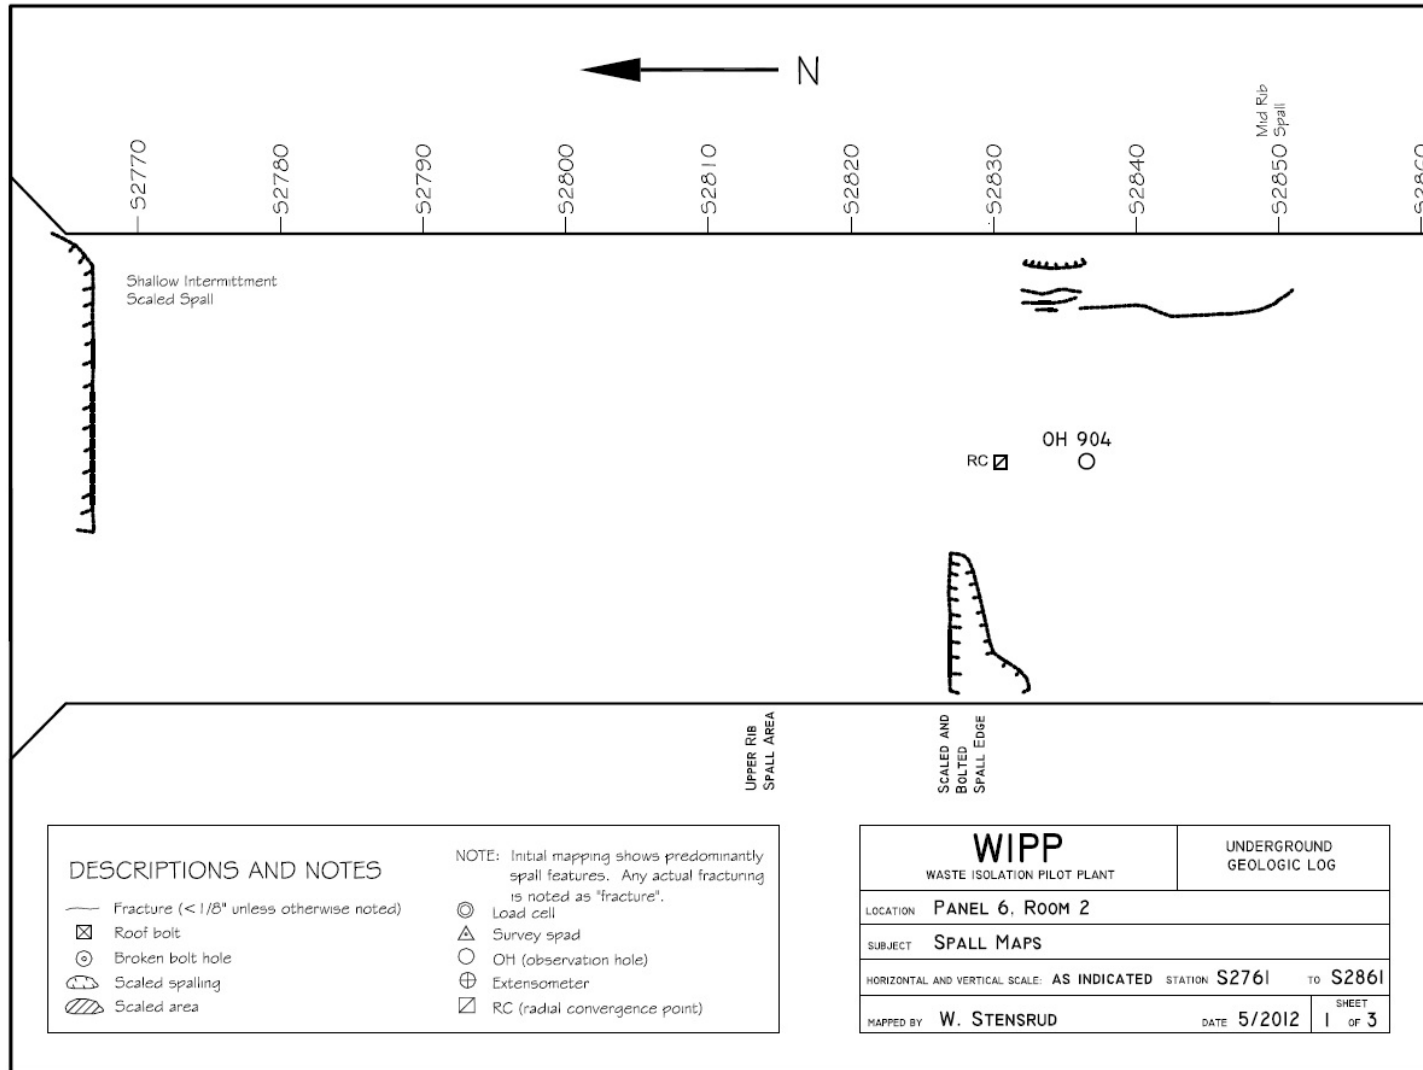 N
Mid Rib
Spall
S2770
S2780
S2790
S2800
S2810
S2820
S2830
S2840
S2850
S2860
Shallow Intermittment
Scaled Spall
OH 904
RC
UPPER RIB
SPALL AREA
SCALED AND
BOLTED
SPALL EDGE
DESCRIPTIONS AND NOTES
Fracture (< 1/8" unless otherwise noted)
Roof bolt
Broken bolt hole
Scaled spalling
Scaled area
NOTE: Initial mapping shows predominantly
spall features. Any actual fracturing
is noted as "fracture".
Load cell
Survey spad
OH (observation hole)
Extensometer
RC (radial convergence point)
WIPP
WASTE ISOLATION PILOT PLANT
UNDERGROUND
GEOLOGIC LOG
LOCATION PANEL 6, ROOM 2
SUBJECT SPALL MAPS
HORIZONTAL AND VERTICAL SCALE: AS INDICATED STATION S2761 TO S2861
MAPPED BY W. STENSRUD DATE 5/2012
SHEET
1 OF 3